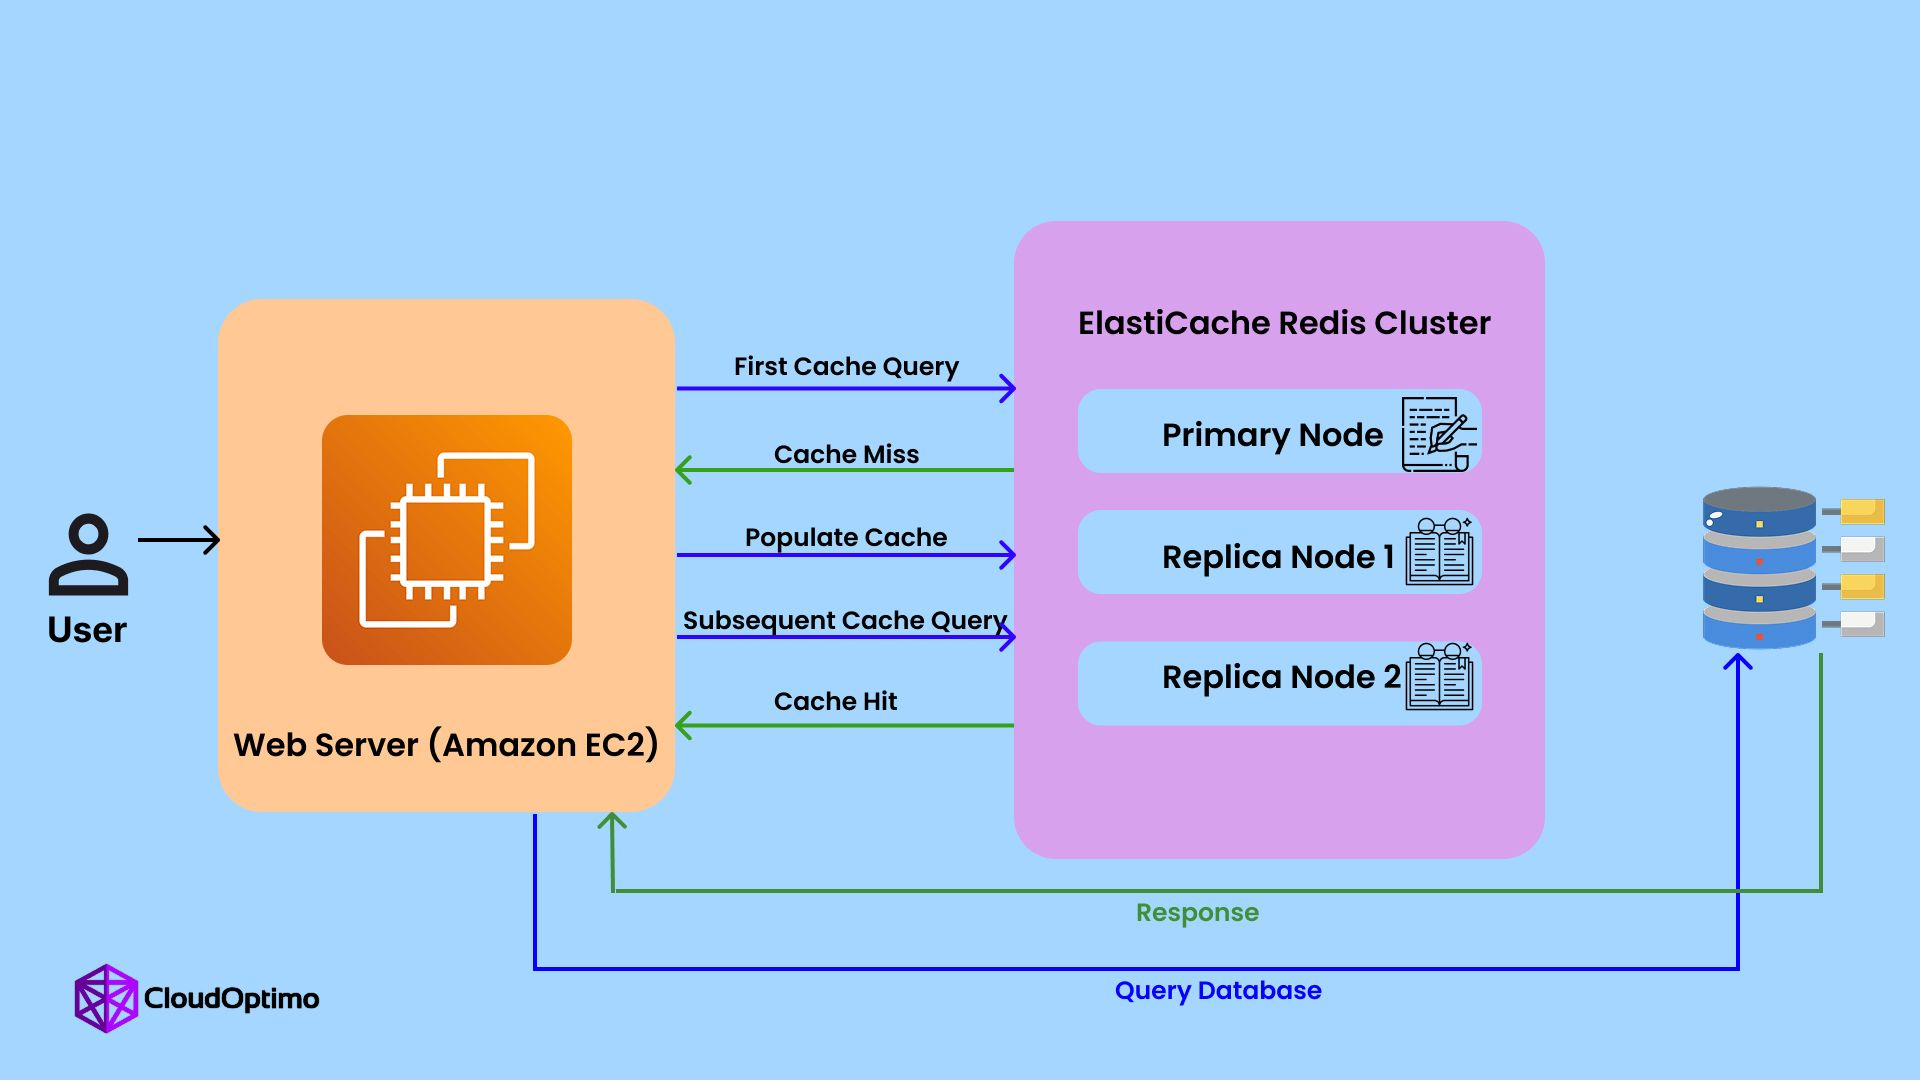 ElastiCache Redis Cluster
First Cache Query
Primary Node
Cache Miss
Populate Cache
Replica Node 1
Subsequent Cache Query
User
Replica Node 2
Cache Hit
Web Server (Amazon EC2)
Response
Query Database
CloudOptimo